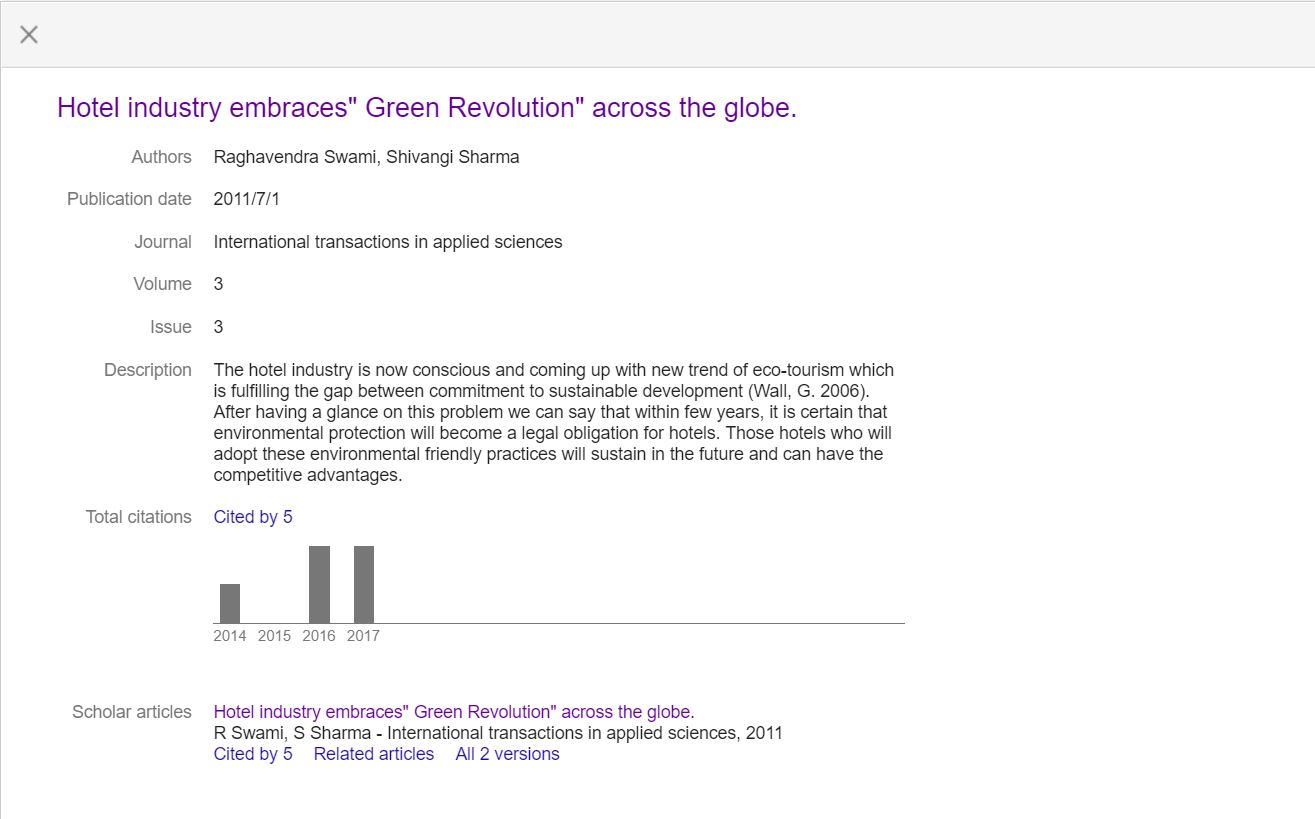 Hotel industry embraces" Green Revolution" across the globe.
Authors Raghavendra Swami, Shivangi Sharma
Publication date 2011/7/1
Journal International transactions in applied sciences
Volume 3
Issue 3
Description The hotel industry is now conscious and coming up with new trend of eco-tourism which
is fulfilling the gap between commitment to sustainable development (Wall, G. 2006).
After having a glance on this problem we can say that within few years, it is certain that
environmental protection will become a legal obligation for hotels. Those hotels who will
adopt these environmental friendly practices will sustain in the future and can have the
competitive advantages.
Total citations Cited by 5
2014 2015 2016 2017
Scholar articles Hotel industry embraces" Green Revolution" across the globe.
R Swami, S Sharma - International transactions in applied sciences, 2011
Cited by 5 Related articles All 2 versions